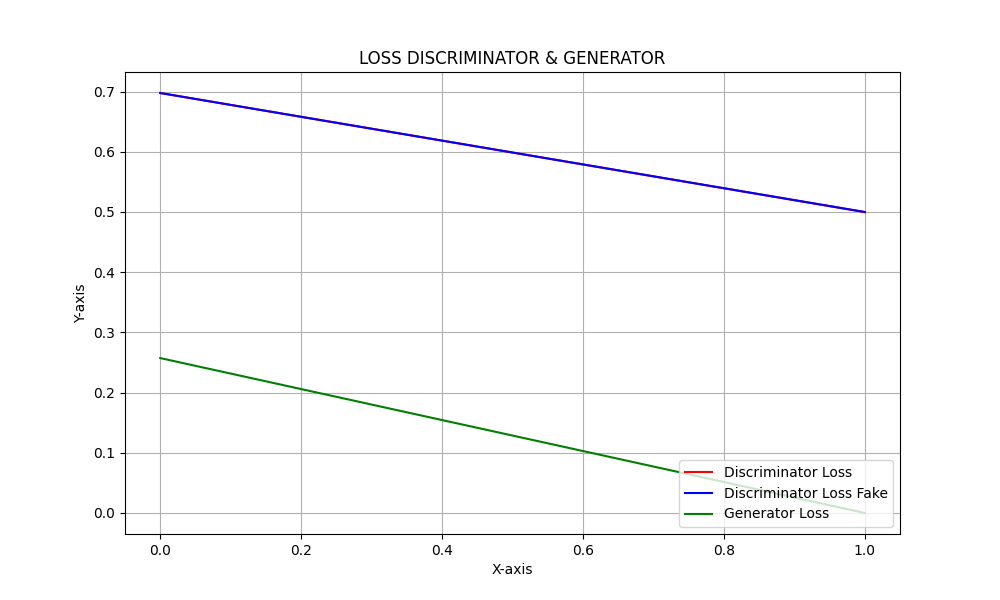 LOSS DISCRIMINATOR & GENERATOR
0.7
0.6
0.5
0.4
0.3
0.2
0.1
0.0
Y-axis
Discriminator Loss
Discriminator Loss Fake
Generator Loss
0.0 0.2 0.4 0.6 0.8 1.0
X-axis